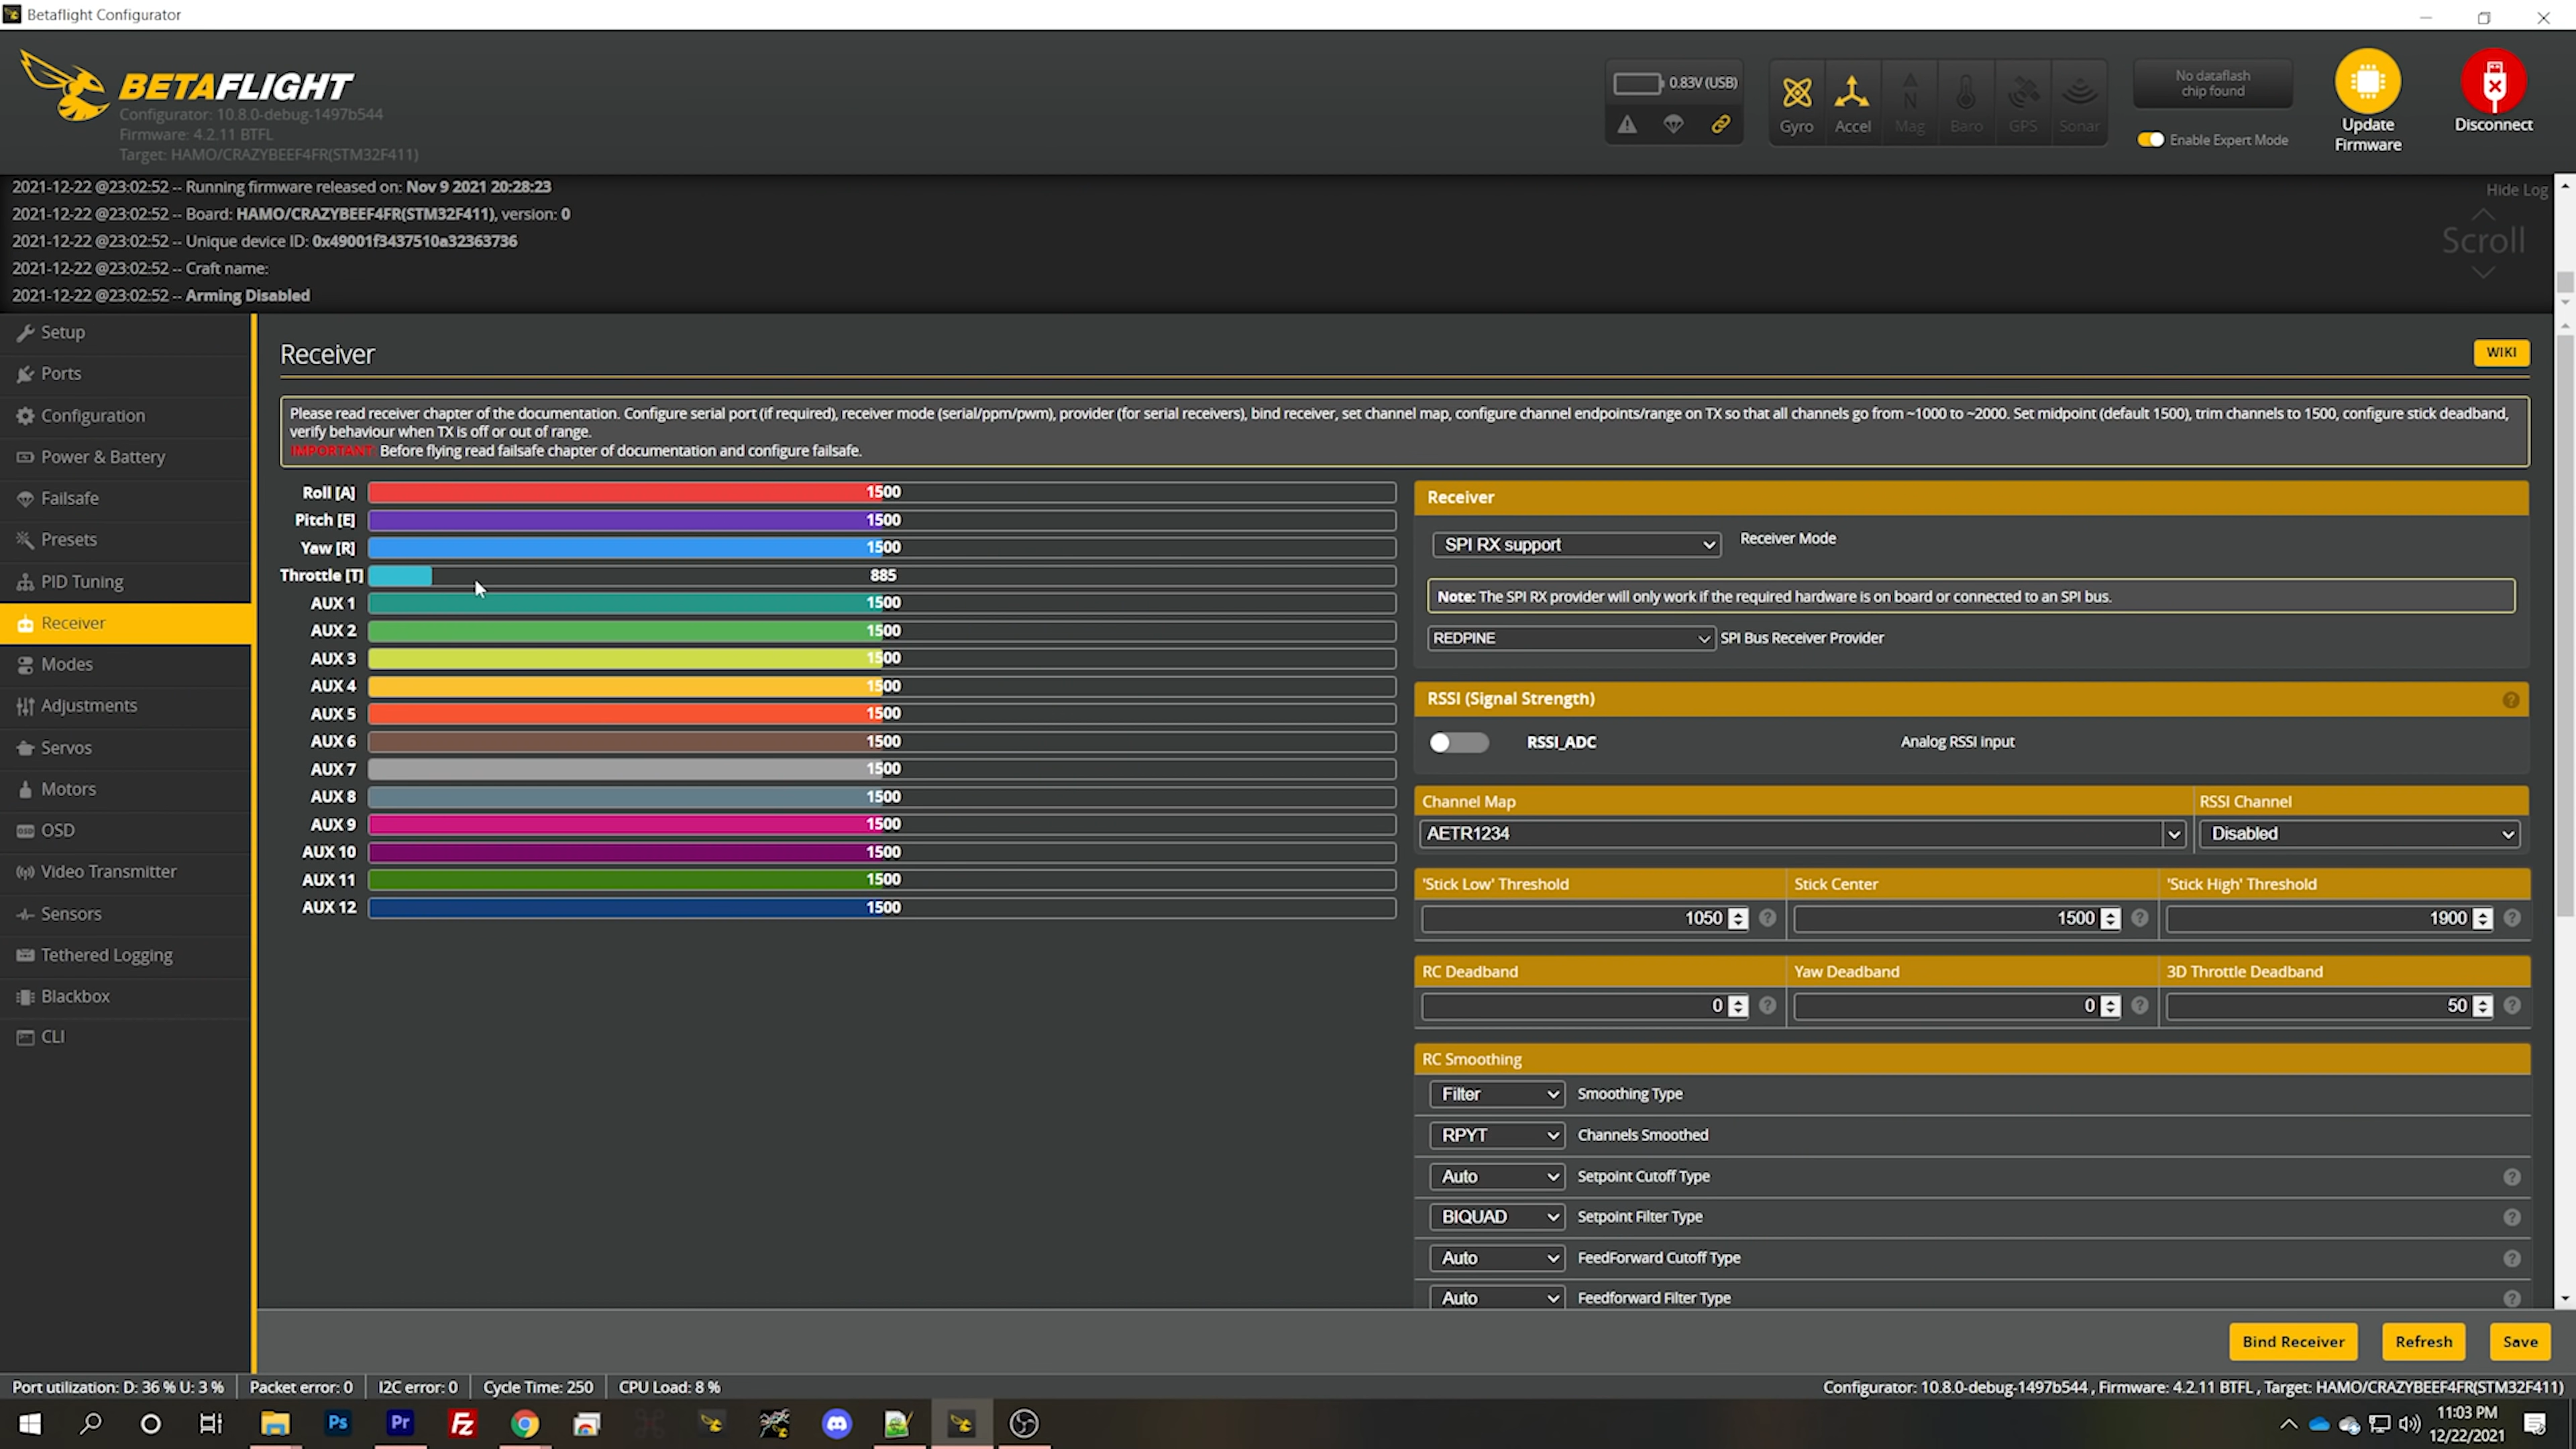 Betaflight Configurator
BETAFLIGHT
Configurator: 10.8.0-debug-1497b544
Firmware: 4.2.11 BTFL
Target: HAMO/CRAZYBEEF4FR(STM32F411)
0.83V (USB)
Gyro
Accel
Mag
Baro
GPS
Sonar
No dataflash
chip found
Enable Expert Mode
Update
Firmware
Disconnect
2021-12-22 @23:02:52 -- Running firmware released on: Nov 9 2021 20:28:23
2021-12-22 @23:02:52 -- Board: HAMO/CRAZYBEEF4FR(STM32F411), version: 0
2021-12-22 @23:02:52 -- Unique device ID: 0x49001f3437510a32363736
2021-12-22 @23:02:52 -- Craft name:
2021-12-22 @23:02:52 -- Arming Disabled
Hide Log
Scroll
Setup
Ports
Configuration
Power & Battery
Failsafe
Presets
PID Tuning
Receiver
Modes
Adjustments
Servos
Motors
OSD
Video Transmitter
Sensors
Tethered Logging
Blackbox
CLI
Receiver
WIKI
Please read receiver chapter of the documentation. Configure serial port (if required), receiver mode (serial/ppm/pwm), provider (for serial receivers), bind receiver, set channel map, configure channel endpoints/range on TX so that all channels go from ~1000 to ~2000. Set midpoint (default 1500), trim channels to 1500, configure stick deadband,
verify behaviour when TX is off or out of range.
IMPORTANT: Before flying read failsafe chapter of documentation and configure failsafe.
Roll [A] 1500
Pitch [E] 1500
Yaw [R] 1500
Throttle [T] 885
AUX 1 1500
AUX 2 1500
AUX 3 1500
AUX 4 1500
AUX 5 1500
AUX 6 1500
AUX 7 1500
AUX 8 1500
AUX 9 1500
AUX 10 1500
AUX 11 1500
AUX 12 1500
Receiver
SPI RX support Receiver Mode
Note: The SPI RX provider will only work if the required hardware is on board or connected to an SPI bus.
REDPINE SPI Bus Receiver Provider
RSSI (Signal Strength)
RSSI_ADC Analog RSSI input
Channel Map RSSI Channel
AETR1234 Disabled
'Stick Low' Threshold Stick Center 'Stick High' Threshold
1050 1500 1900
RC Deadband Yaw Deadband 3D Throttle Deadband
0 0 50
RC Smoothing
Filter Smoothing Type
RPYT Channels Smoothed
Auto Setpoint Cutoff Type
BIQUAD Setpoint Filter Type
Auto FeedForward Cutoff Type
Auto Feedforward Filter Type
Bind Receiver Refresh Save
Port utilization: D: 36 % U: 3 % Packet error: 0 I2C error: 0 Cycle Time: 250 CPU Load: 8 %
Configurator: 10.8.0-debug-1497b544 , Firmware: 4.2.11 BTFL , Target: HAMO/CRAZYBEEF4FR(STM32F411)
Ps
Pr
Fz
11:03 PM
12/22/2021